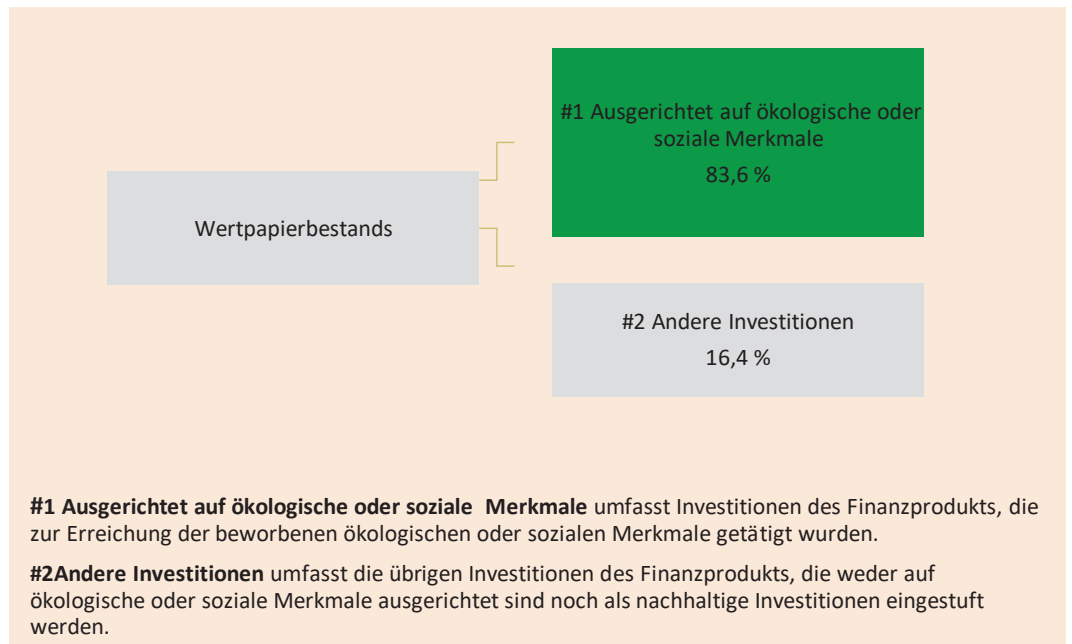 #1 Ausgerichtet auf ökologische oder
soziale Merkmale
83,6 %
Wertpapierbestands
#2 Andere Investitionen
16,4 %
#1 Ausgerichtet auf ökologische oder soziale Merkmale umfasst Investitionen des Finanzprodukts, die
zur Erreichung der beworbenen ökologischen oder sozialen Merkmale getätigt wurden.
#2Andere Investitionen umfasst die übrigen Investitionen des Finanzprodukts, die weder auf
ökologische oder soziale Merkmale ausgerichtet sind noch als nachhaltige Investitionen eingestuft
werden.